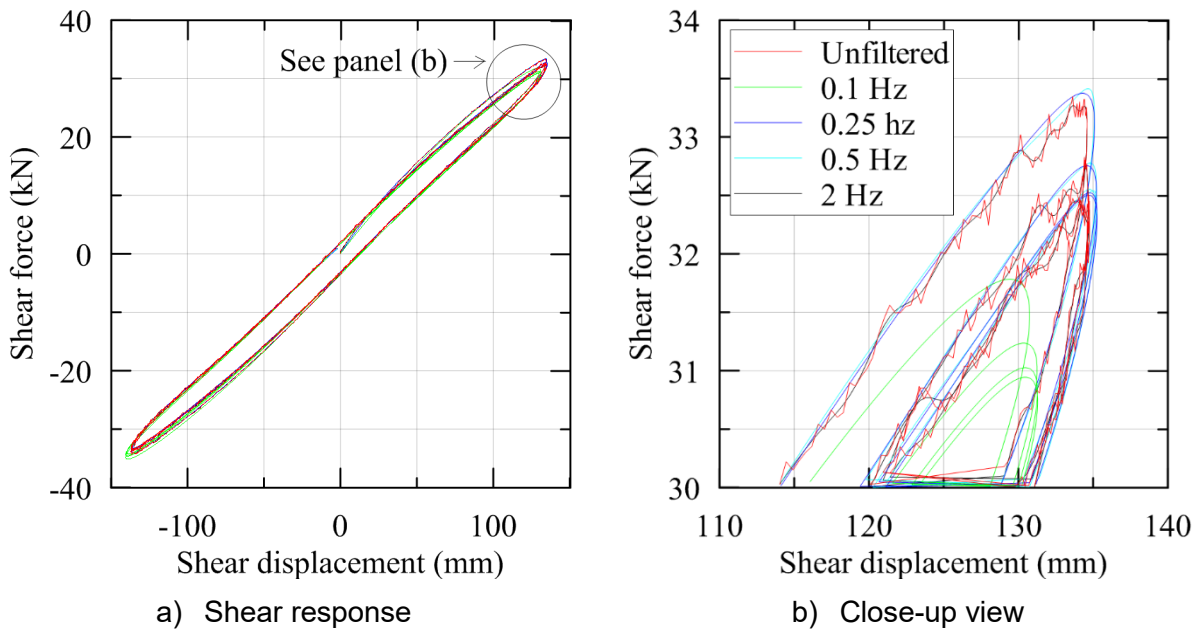 40
20
0
-20
-40
Shear force (kN)
See panel (b)
-100 0 100
Shear displacement (mm)
a) Shear response
34
33
32
31
30
Shear force (kN)
Unfiltered
0.1 Hz
0.25 hz
0.5 Hz
2 Hz
110 120 130 140
Shear displacement (mm)
b) Close-up view